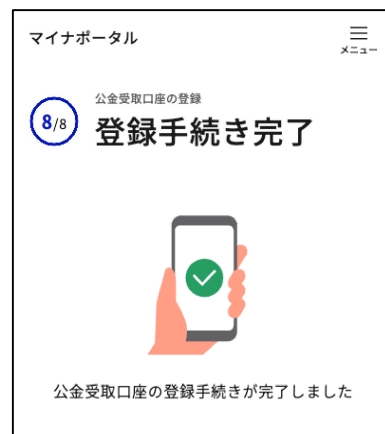 マイナポータル
メニュー
公金受取口座の登録
8/8
登録手続き完了
公金受取口座の登録手続きが完了しました